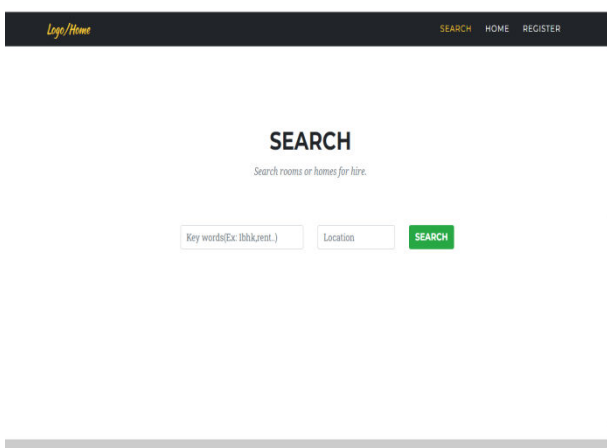 Logo/Home SEARCH HOME REGISTER
SEARCH
Search rooms or homes for hire.
Key words(Ex: 1bhk,rent..) Location SEARCH